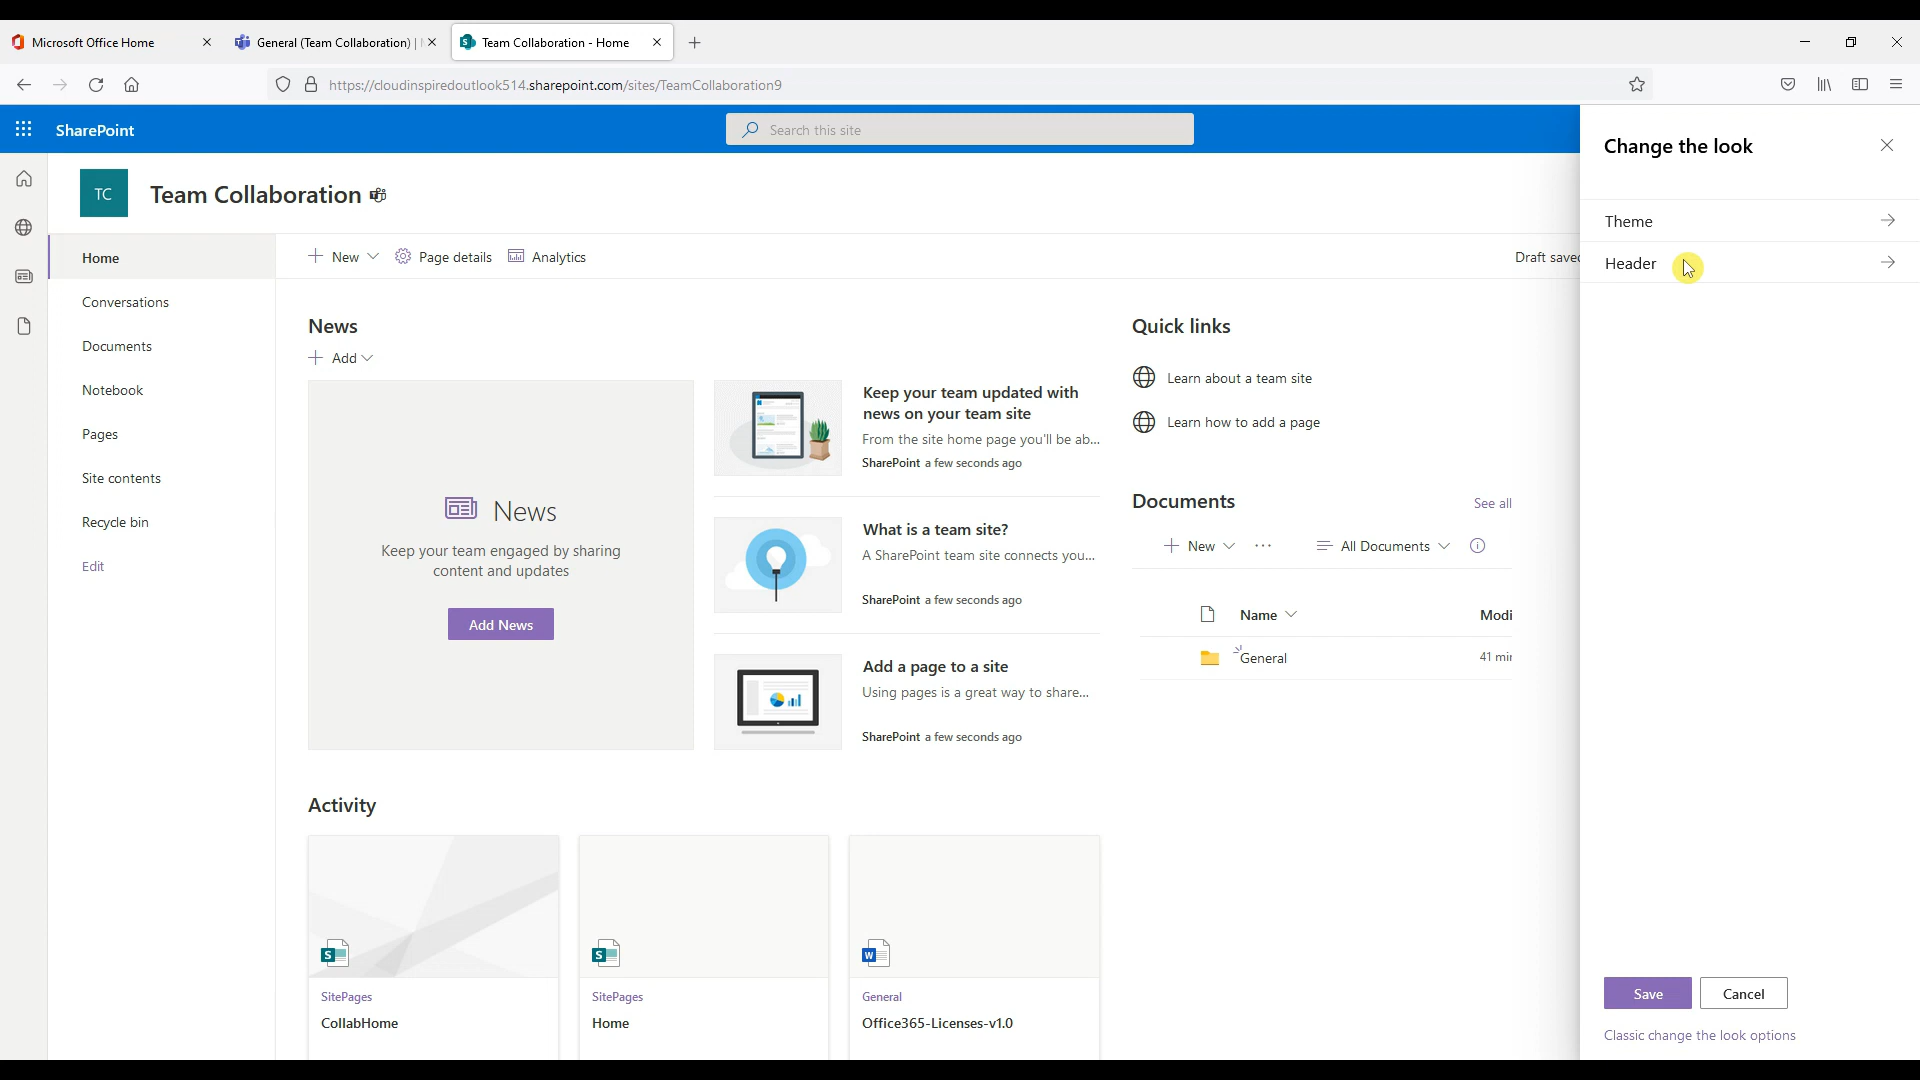 Microsoft Office Home
General (Team Collaboration) |
Team Collaboration - Home
https://cloudinspiredoutlook514.sharepoint.com/sites/TeamCollaboration9
SharePoint
Search this site
TC
Team Collaboration
Home
Conversations
Documents
Notebook
Pages
Site contents
Recycle bin
Edit
New
Page details
Analytics
Draft saved
News
Add
News
Keep your team engaged by sharing
content and updates
Add News
Keep your team updated with
news on your team site
From the site home page you'll be ab...
SharePoint a few seconds ago
What is a team site?
A SharePoint team site connects you...
SharePoint a few seconds ago
Add a page to a site
Using pages is a great way to share...
SharePoint a few seconds ago
Quick links
Learn about a team site
Learn how to add a page
Documents
See all
New
All Documents
Name
Modi
General
41 min
Activity
S
SitePages
CollabHome
S
SitePages
Home
W
General
Office365-Licenses-v1.0
Change the look
Theme
Header
Save
Cancel
Classic change the look options